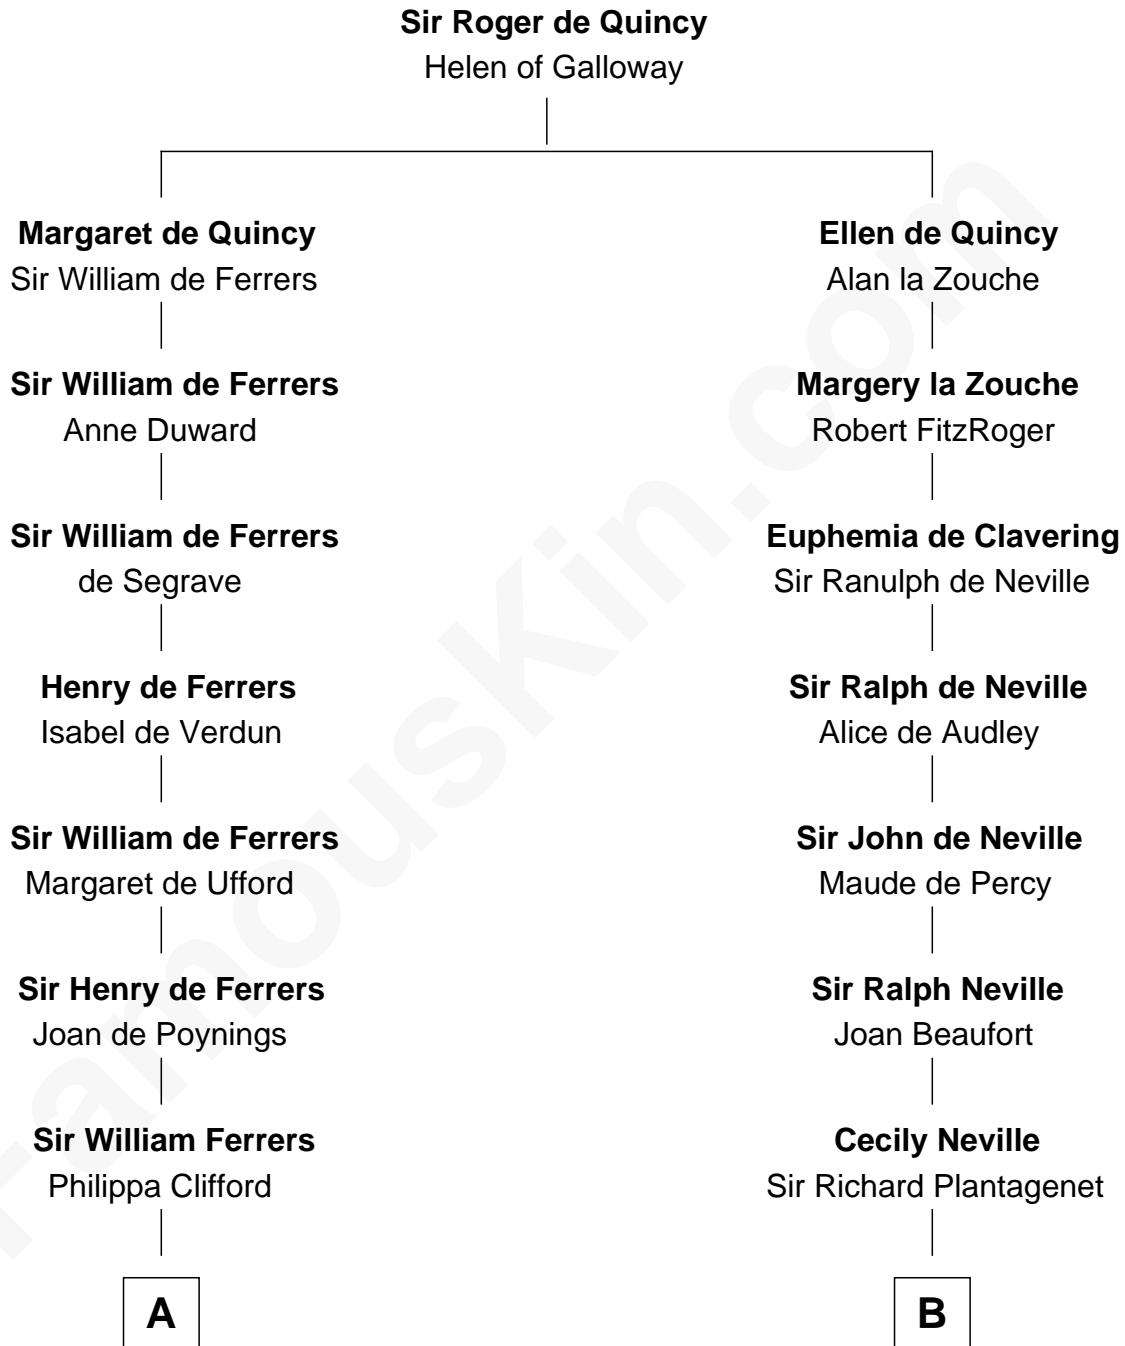 Sir Roger de Quincy
Helen of Galloway
Margaret de Quincy
Sir William de Ferrers
Ellen de Quincy
Alan la Zouche
Sir William de Ferrers
Anne Duward
Margery la Zouche
Robert FitzRoger
Sir William de Ferrers
de Segrave
Euphemia de Clavering
Sir Ranulph de Neville
Henry de Ferrers
Isabel de Verdun
Sir Ralph de Neville
Alice de Audley
Sir William de Ferrers
Margaret de Ufford
Sir John de Neville
Maude de Percy
Sir Henry de Ferrers
Joan de Poynings
Sir Ralph Neville
Joan Beaufort
Sir William Ferrers
Philippa Clifford
Cecily Neville
Sir Richard Plantagenet
A
B
FamousKin.com